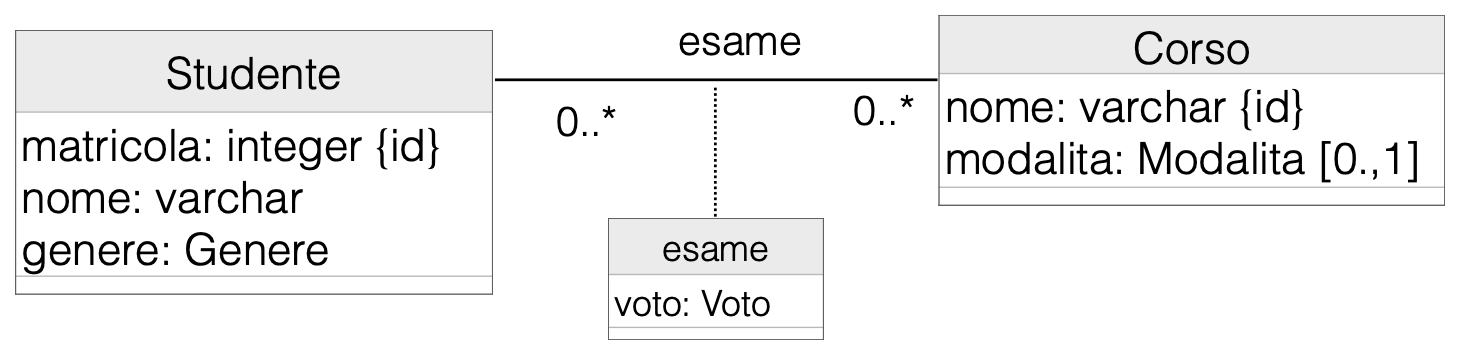 Studente
matricola: integer {id}
nome: varchar
genere: Genere
esame
0..*
0..*
Corso
nome: varchar {id}
modalita: Modalita [0.,1]
esame
voto: Voto